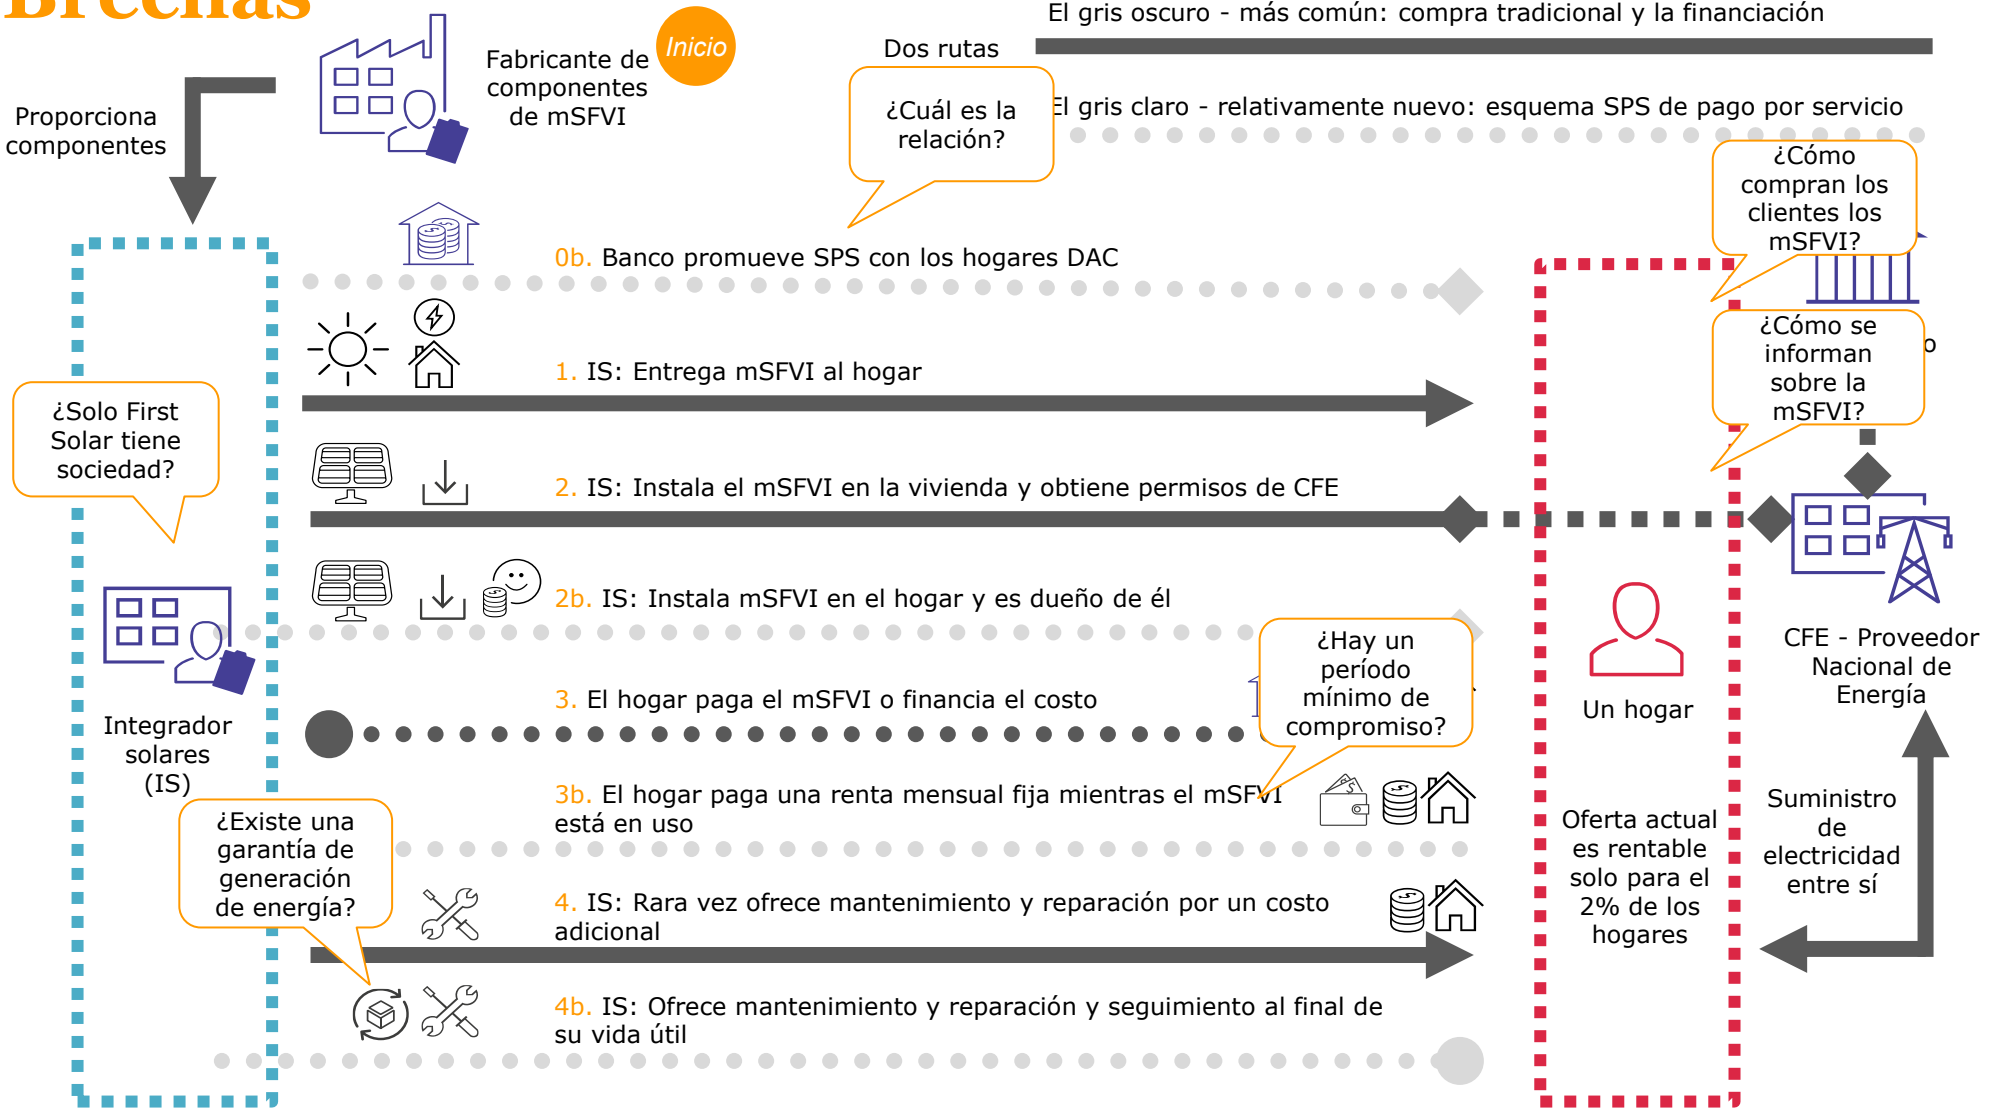 Brechas
El gris oscuro - más común: compra tradicional y la financiación
Inicio
Dos rutas
Fabricante de
componentes
de mSFVI
Proporciona
componentes
¿Cuál es la
relación?
El gris claro - relativamente nuevo: esquema SPS de pago por servicio
¿Cómo
compran los
clientes los
mSFVI?
0b. Banco promueve SPS con los hogares DAC
¿Cómo se
informan
sobre la
mSFVI?
o
1. IS: Entrega mSFVI al hogar
¿Solo First
Solar tiene
sociedad?
2. IS: Instala el mSFVI en la vivienda y obtiene permisos de CFE
2b. IS: Instala mSFVI en el hogar y es dueño de él
CFE - Proveedor
Nacional de
Energía
¿Hay un
período
mínimo de
compromiso?
3. El hogar paga el mSFVI o financia el costo
Un hogar
Integrador
solares
(IS)
3b. El hogar paga una renta mensual fija mientras el mSFVI
está en uso
¿Existe una
garantía de
generación
de energía?
Oferta actual
es rentable
solo para el
2% de los
hogares
Suministro
de
electricidad
entre sí
4. IS: Rara vez ofrece mantenimiento y reparación por un costo
adicional
4b. IS: Ofrece mantenimiento y reparación y seguimiento al final de
su vida útil